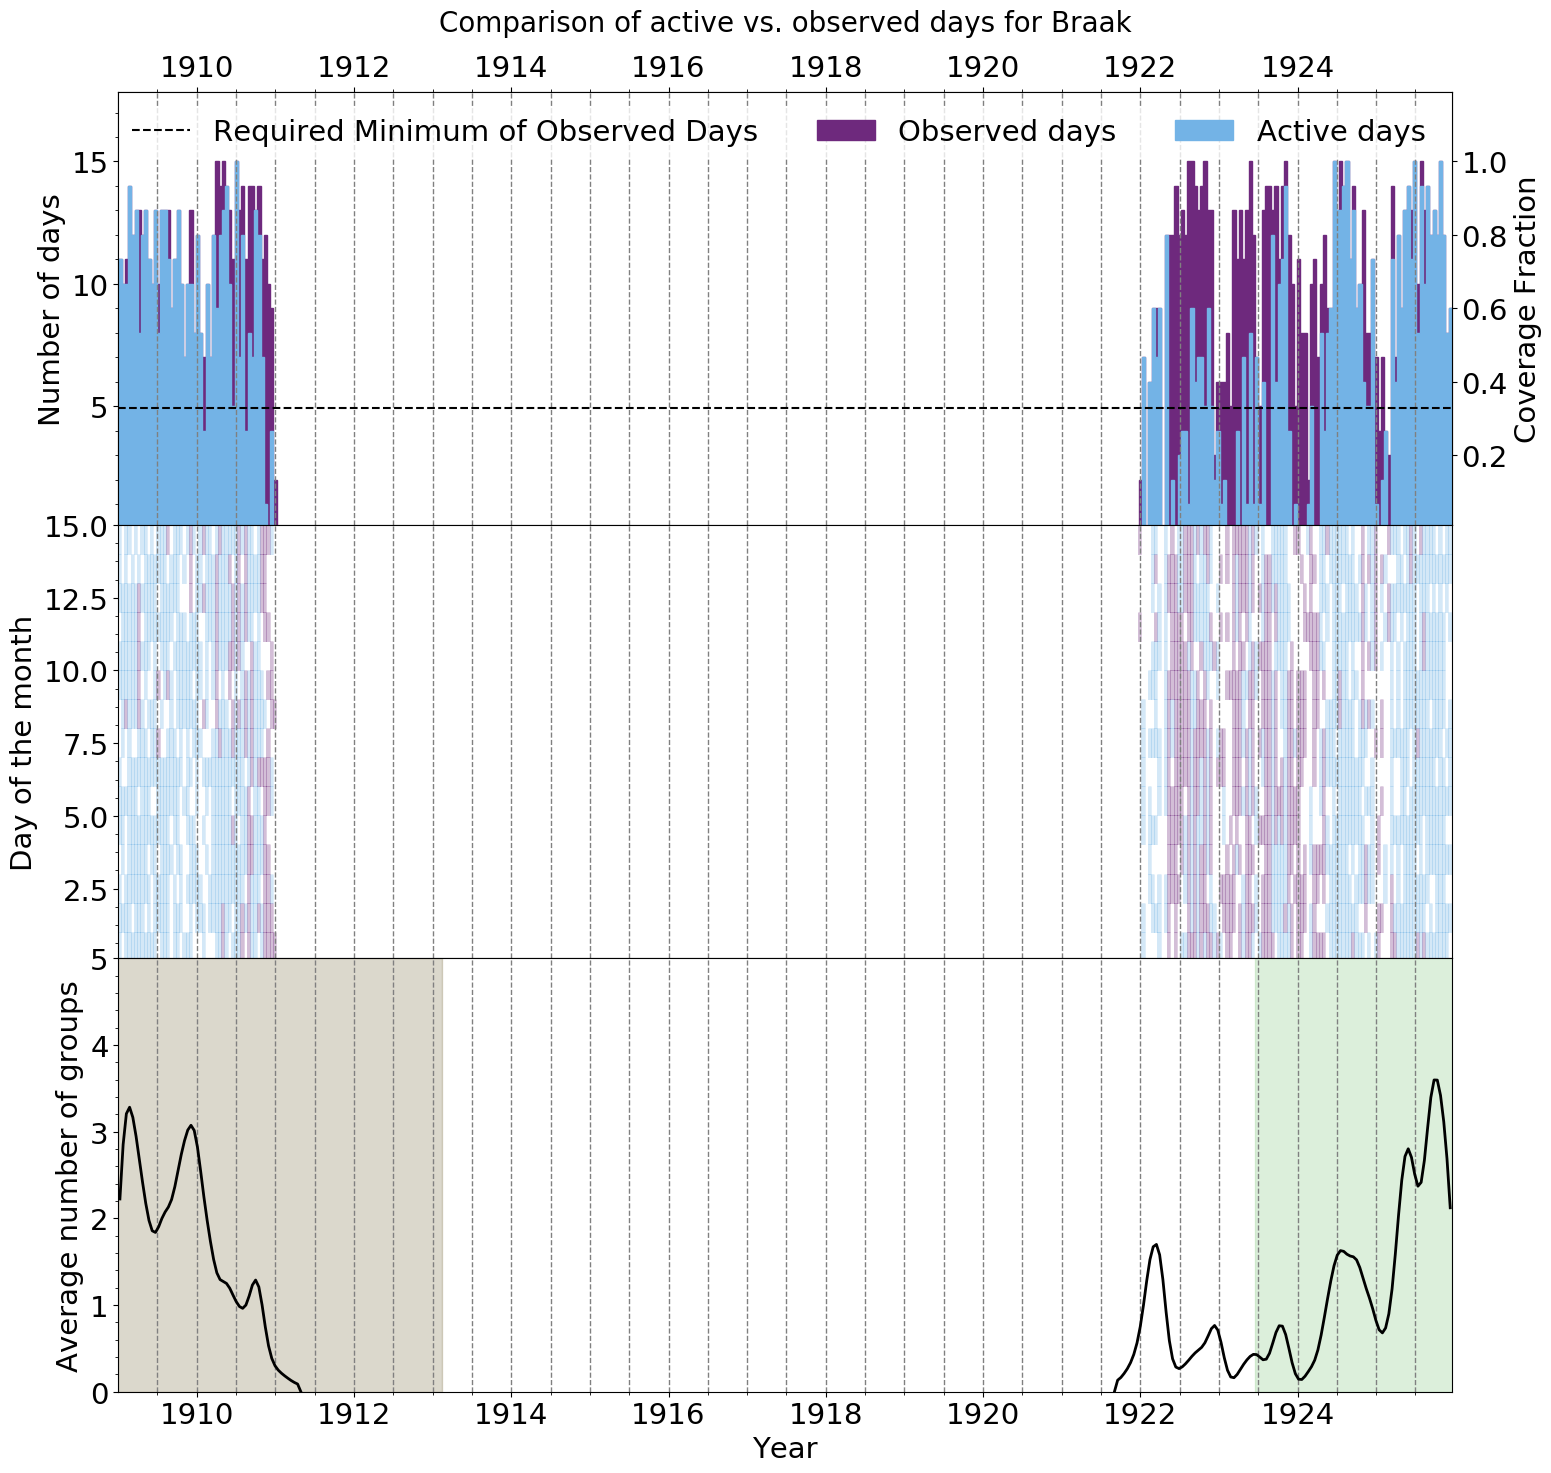 Comparison of active vs. observed days for Braak
1910 1912 1914 1916 1918 1920 1922 1924
Required Minimum of Observed Days Observed days Active days
Number of days
15
10
5
Coverage Fraction
1.0
0.8
0.6
0.4
0.2
Day of the month
15.0
12.5
10.0
7.5
5.0
2.5
Average number of groups
5
4
3
2
1
0
1910 1912 1914 1916 1918 1920 1922 1924
Year